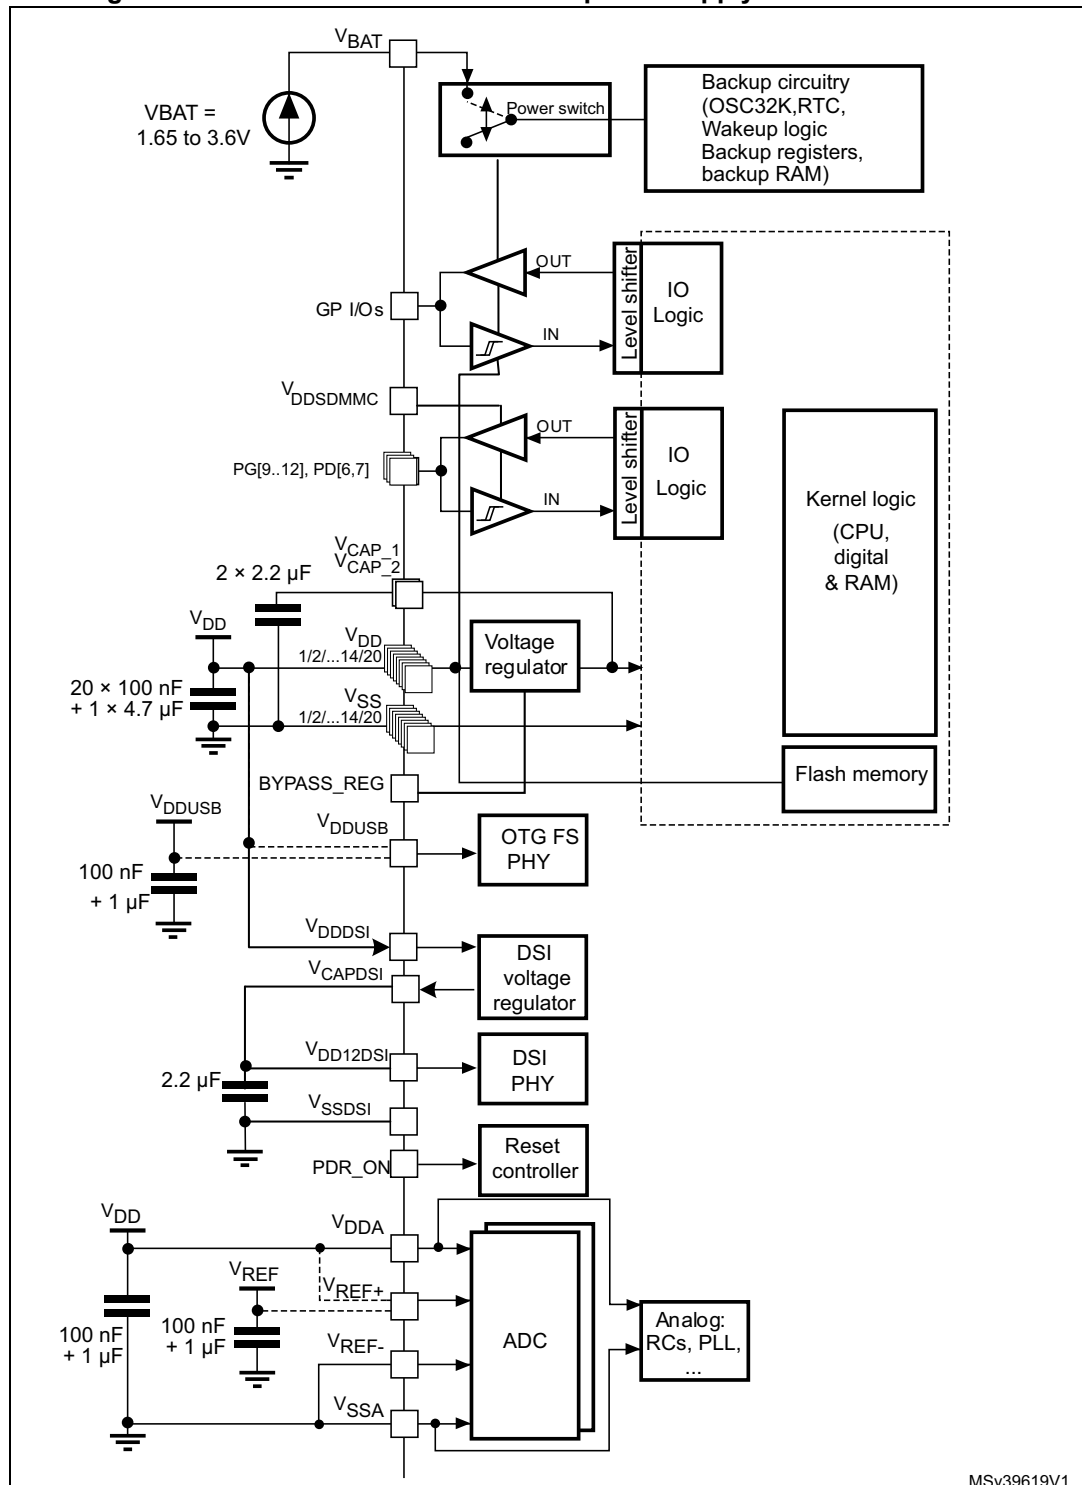 VBAT
VBAT =
1.65 to 3.6V
Power switch
Backup circuitry
(OSC32K,RTC,
Wakeup logic
Backup registers,
backup RAM)
OUT
GP I/Os
IN
Level shifter
IO
Logic
VDDSDMMC
OUT
PG[9..12], PD[6,7]
IN
Level shifter
IO
Logic
Kernel logic
(CPU,
digital
& RAM)
VCAP_1
VCAP_2
2 × 2.2 µF
VDD
VDD
1/2/...14/20
Voltage
regulator
20 × 100 nF
+ 1 × 4.7 µF
VSS
1/2/...14/20
BYPASS_REG
Flash memory
VDDUSB
VDDUSB
OTG FS
PHY
100 nF
+ 1 µF
VDDDSI
DSI
voltage
regulator
VCAPDSI
VDD12DSI
DSI
PHY
2.2 µF
VSSDSI
PDR_ON
Reset
controller
VDD
VDDA
VREF
VREF+
100 nF
+ 1 µF
100 nF
+ 1 µF
VREF-
ADC
Analog:
RCs, PLL,
...
VSSA
MSv39619V1